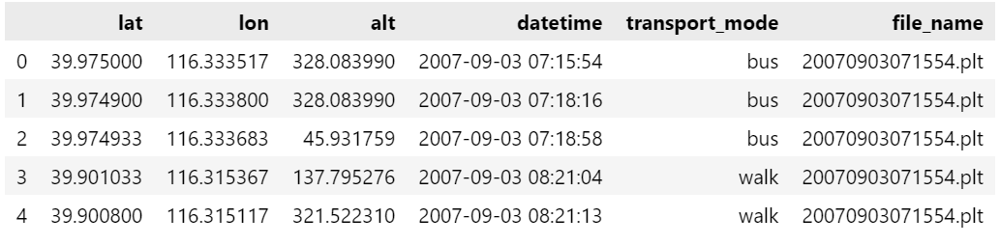 lat lon alt datetime transport_mode file_name
0 39.975000 116.333517 328.083990 2007-09-03 07:15:54 bus 20070903071554.plt
1 39.974900 116.333800 328.083990 2007-09-03 07:18:16 bus 20070903071554.plt
2 39.974933 116.333683 45.931759 2007-09-03 07:18:58 bus 20070903071554.plt
3 39.901033 116.315367 137.795276 2007-09-03 08:21:04 walk 20070903071554.plt
4 39.900800 116.315117 321.522310 2007-09-03 08:21:13 walk 20070903071554.plt